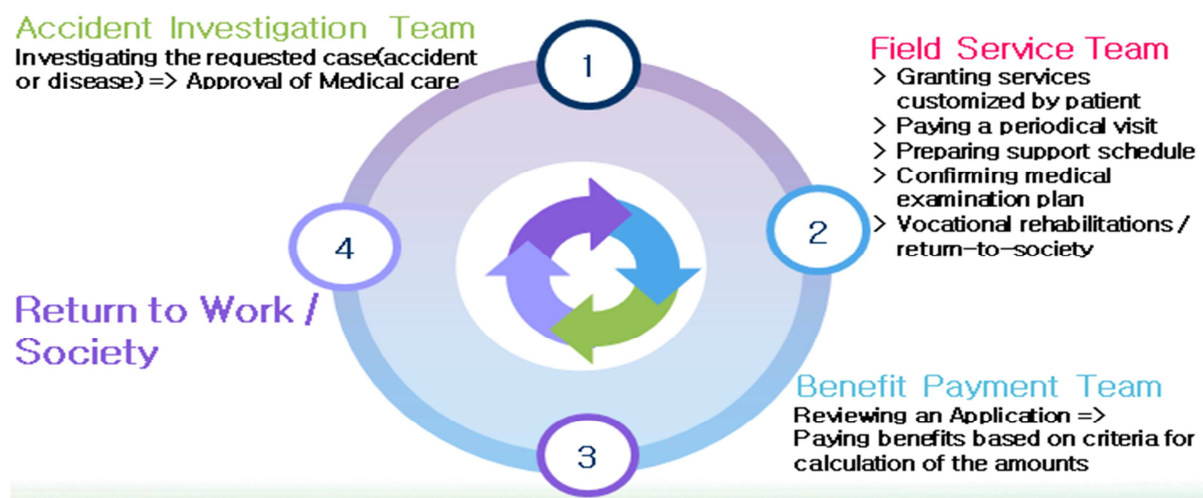 Accident Investigation Team
Investigating the requested case(accident
or disease) => Approval of Medical care
1
Field Service Team
> Granting services
customized by patient
> Paying a periodical visit
> Preparing support schedule
> Confirming medical
examination plan
> Vocational rehabilitations /
return-to-society
2
Benefit Payment Team
Reviewing an Application =>
Paying benefits based on criteria for
calculation of the amounts
3
4
Return to Work /
Society